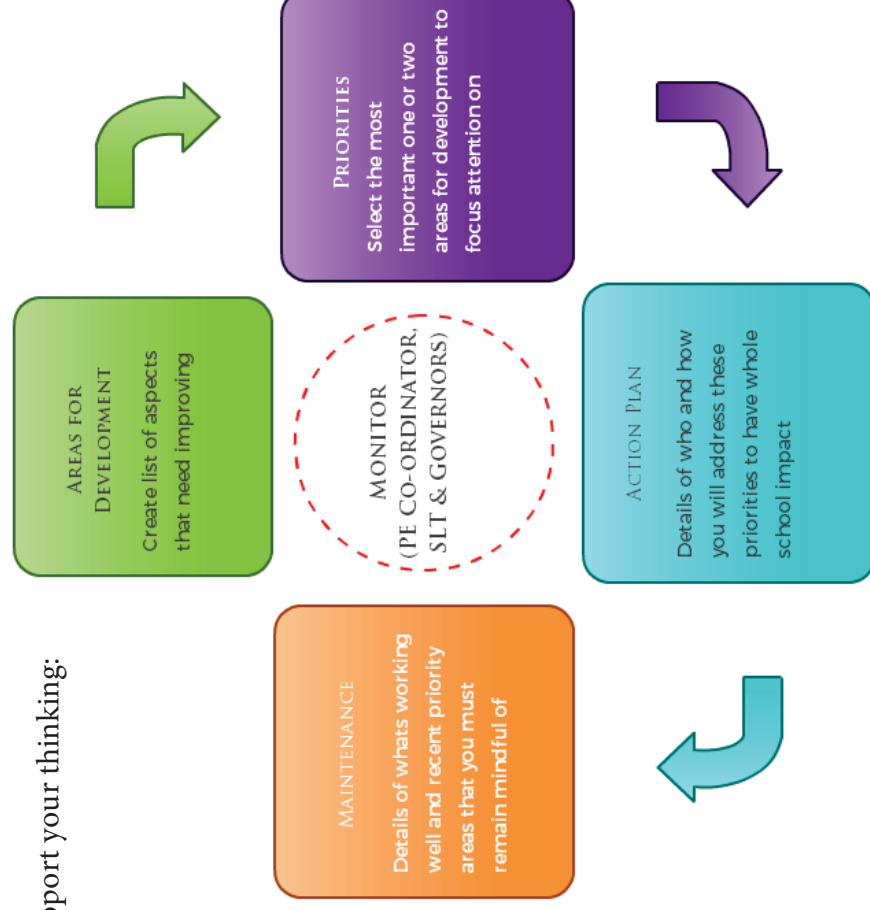 pport your thinking:
AREAS FOR
DEVELOPMENT
Create list of aspects
that need improving
PRIORITIES
Select the most
important one or two
areas for development to
focus attention on
MONITOR
(PE CO-ORDINATOR,
SLT & GOVERNORS)
ACTION PLAN
Details of who and how
you will address these
priorities to have whole
school impact
MAINTENANCE
Details of whats working
well and recent priority
areas that you must
remain mindful of